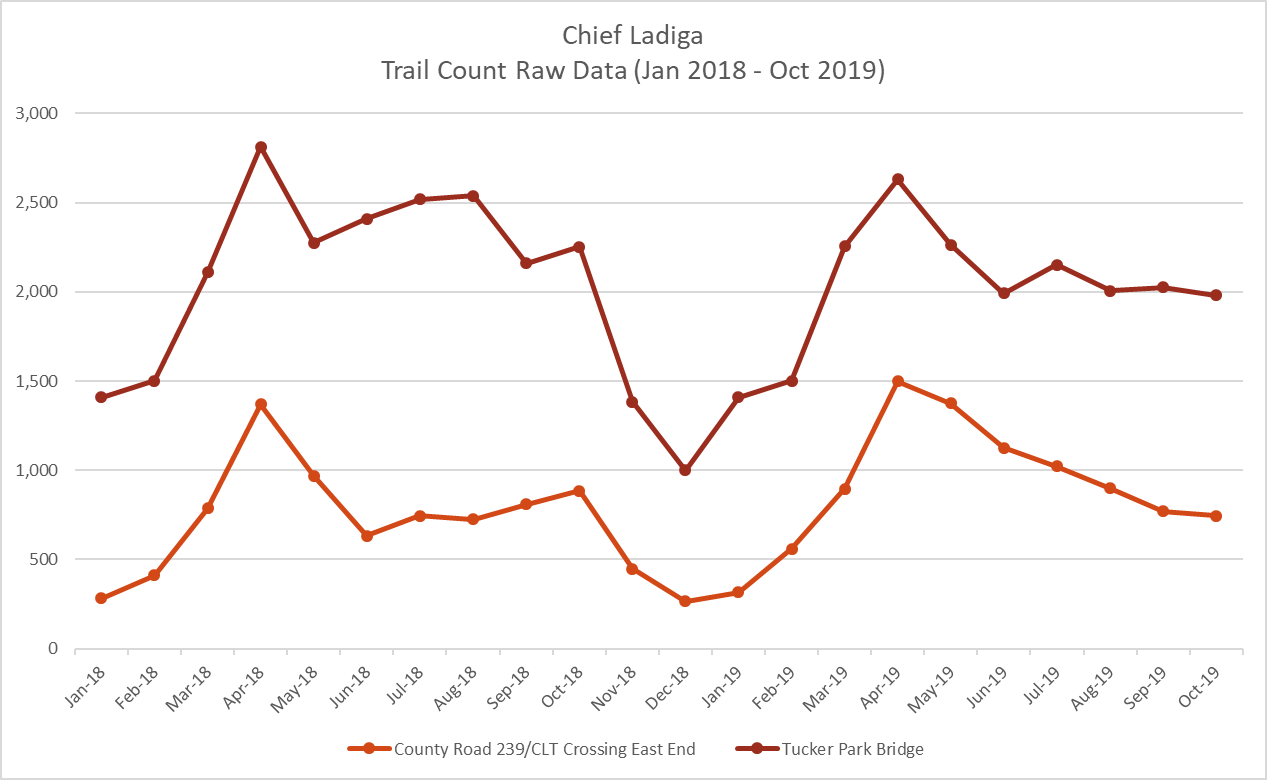 Chief Ladiga
Trail Count Raw Data (Jan 2018 - Oct 2019)
3,000
2,500
2,000
1,500
1,000
500
0
Jan-18
Feb-18
Mar-18
Apr-18
May-18
Jun-18
Jul-18
Aug-18
Sep-18
Oct-18
Nov-18
Dec-18
Jan-19
Feb-19
Mar-19
Apr-19
May-19
Jun-19
Jul-19
Aug-19
Sep-19
Oct-19
County Road 239/CLT Crossing East End
Tucker Park Bridge